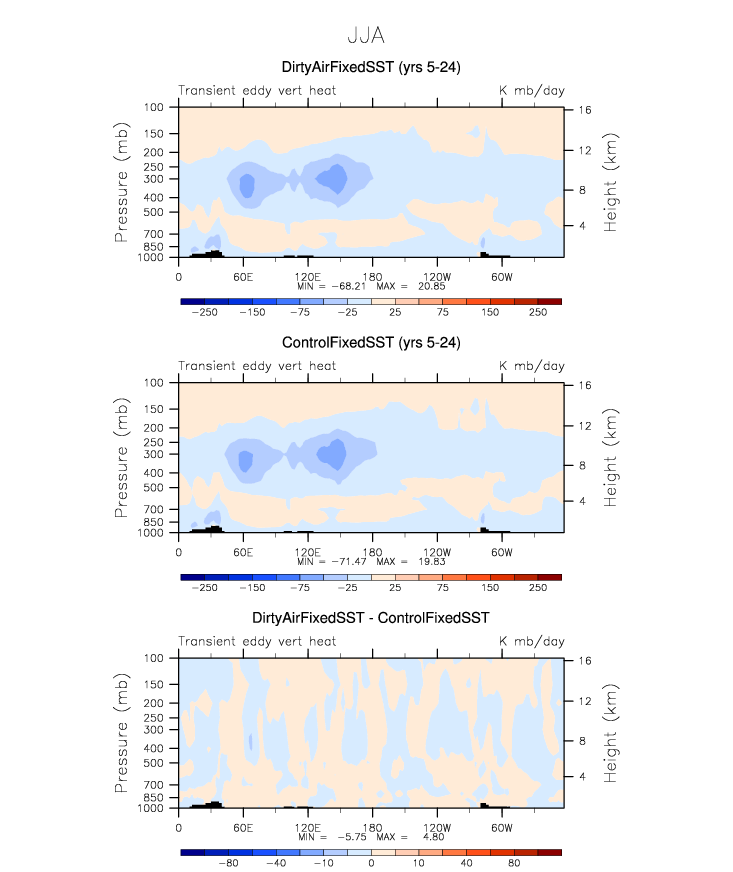 JJA
DirtyAirFixedSST (yrs 5-24)
Transient eddy vert heat K mb/day
Pressure (mb)
100
150
200
250
300
400
500
700
850
1000
16
12
8
4
Height (km)
0 60E 120E 180 120W 60W
MIN = -68.21 MAX = 20.85
-250 -150 -75 -25 25 75 150 250
ControlFixedSST (yrs 5-24)
Transient eddy vert heat K mb/day
Pressure (mb)
100
150
200
250
300
400
500
700
850
1000
16
12
8
4
Height (km)
0 60E 120E 180 120W 60W
MIN = -71.47 MAX = 19.83
-250 -150 -75 -25 25 75 150 250
DirtyAirFixedSST - ControlFixedSST
Transient eddy vert heat K mb/day
Pressure (mb)
100
150
200
250
300
400
500
700
850
1000
16
12
8
4
Height (km)
0 60E 120E 180 120W 60W
MIN = -5.75 MAX = 4.80
-80 -40 -10 0 10 40 80